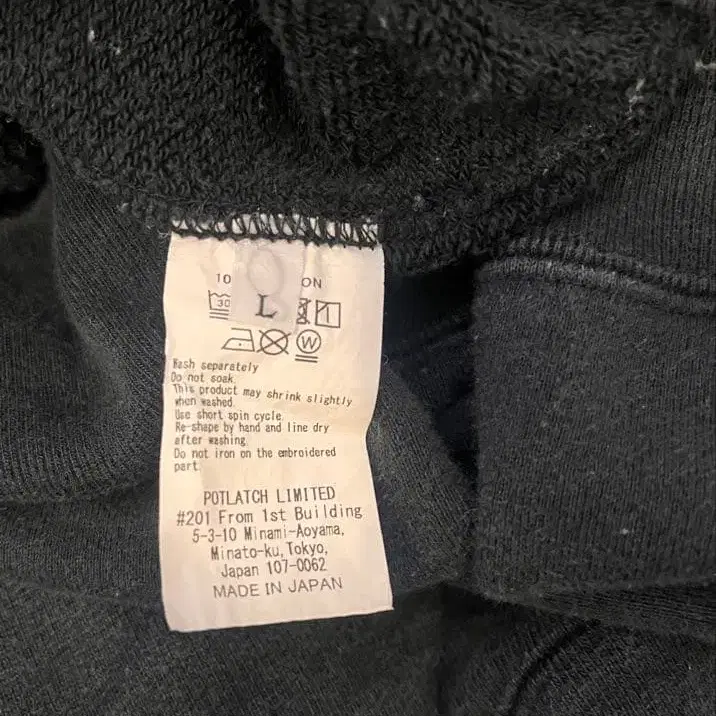 10 ON
30
L
W
Wash separately
Do not soak.
This product may shrink slightly
when washed.
Use short spin cycle.
Re-shape by hand and line dry
after washing.
Do not iron on the embroidered
part.
POTLATCH LIMITED
#201 From 1st Building
5-3-10 Minami-Aoyama,
Minato-ku, Tokyo,
Japan 107-0062
MADE IN JAPAN